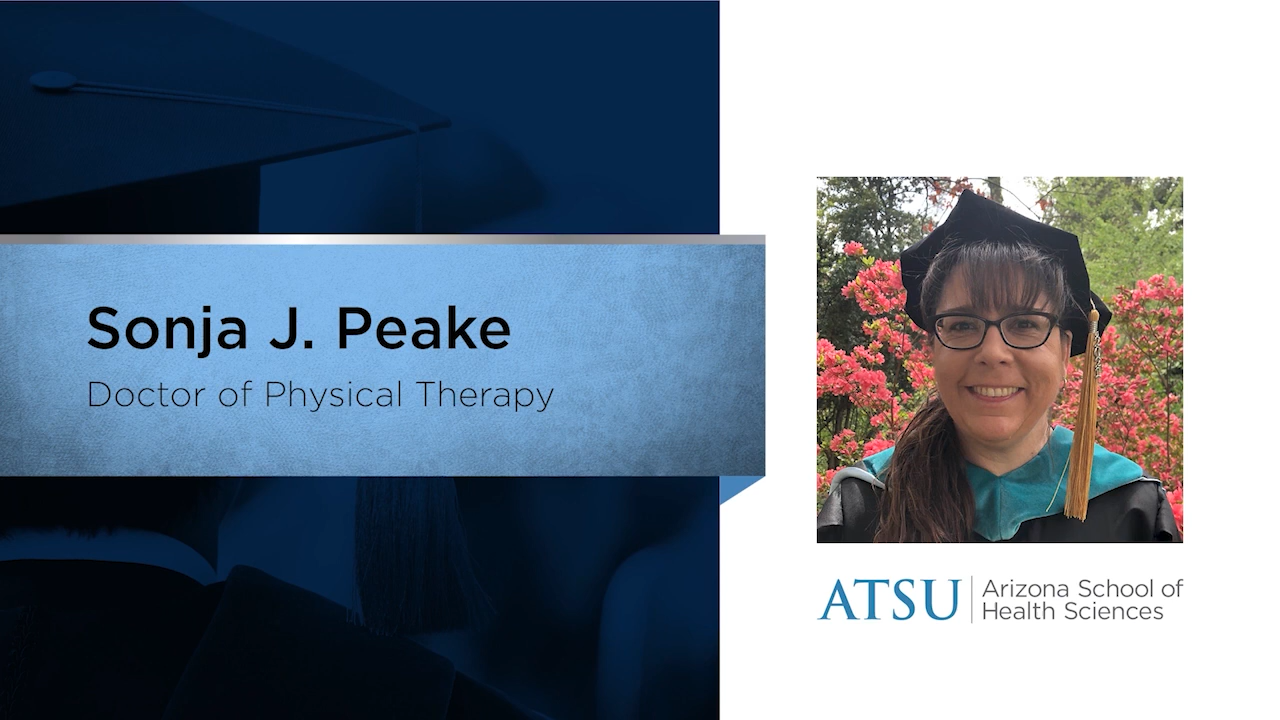 Sonja J. Peake
Doctor of Physical Therapy
ATSU
Arizona School of
Health Sciences